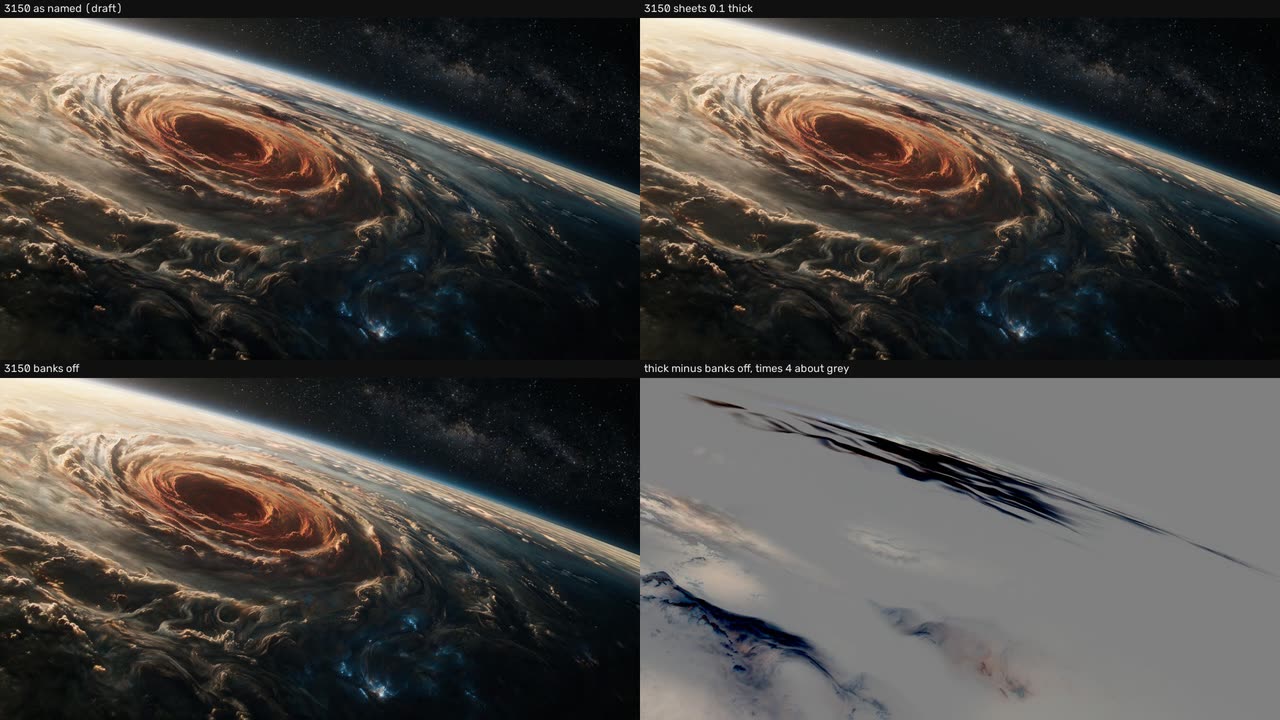 3150 as named (draft)
3150 sheets 0.1 thick
3150 banks off
thick minus banks off, times 4 about grey